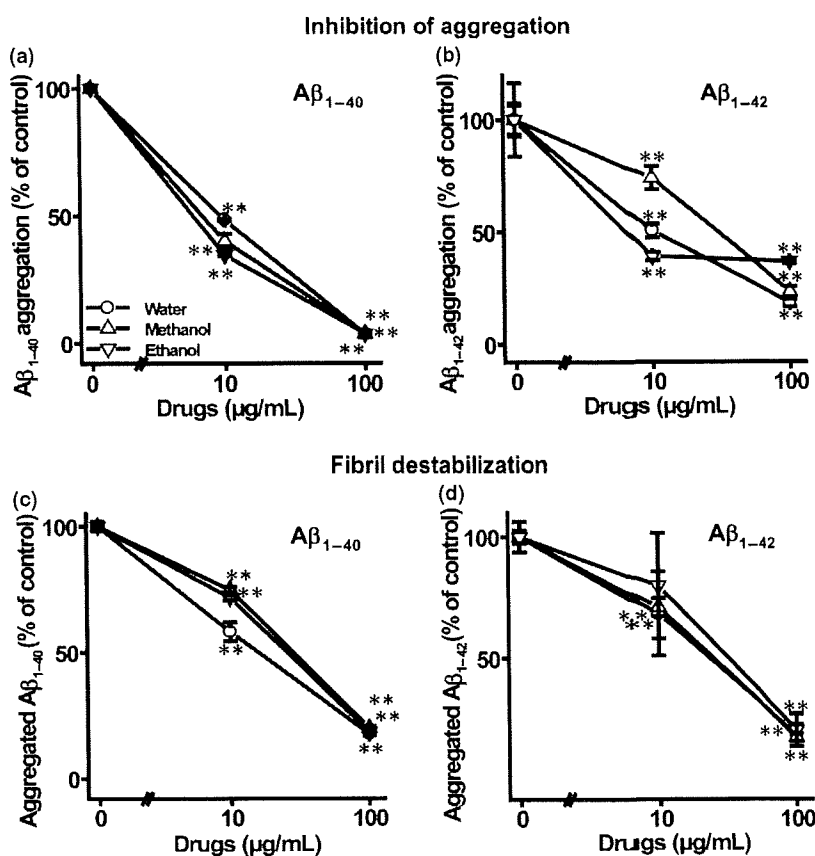 Inhibition of aggregation
(a)
Aβ1–40
Aβ1–40 aggregation (% of control)
100
50
0
**
**
**
**
**
**
Water
Methanol
Ethanol
0
10
100
Drugs (µg/mL)
(b)
Aβ1–42
Aβ1–42 aggregation (% of control)
100
50
0
**
**
**
**
**
**
0
10
100
Drugs (µg/mL)
Fibril destabilization
(c)
Aβ1–40
Aggregated Aβ1–40 (% of control)
100
50
0
**
**
**
**
**
**
0
10
100
Drugs (µg/mL)
(d)
Aβ1–42
Aggregated Aβ1–42 (% of control)
100
50
**
**
**
**
**
0
10
100
Drugs (µg/mL)